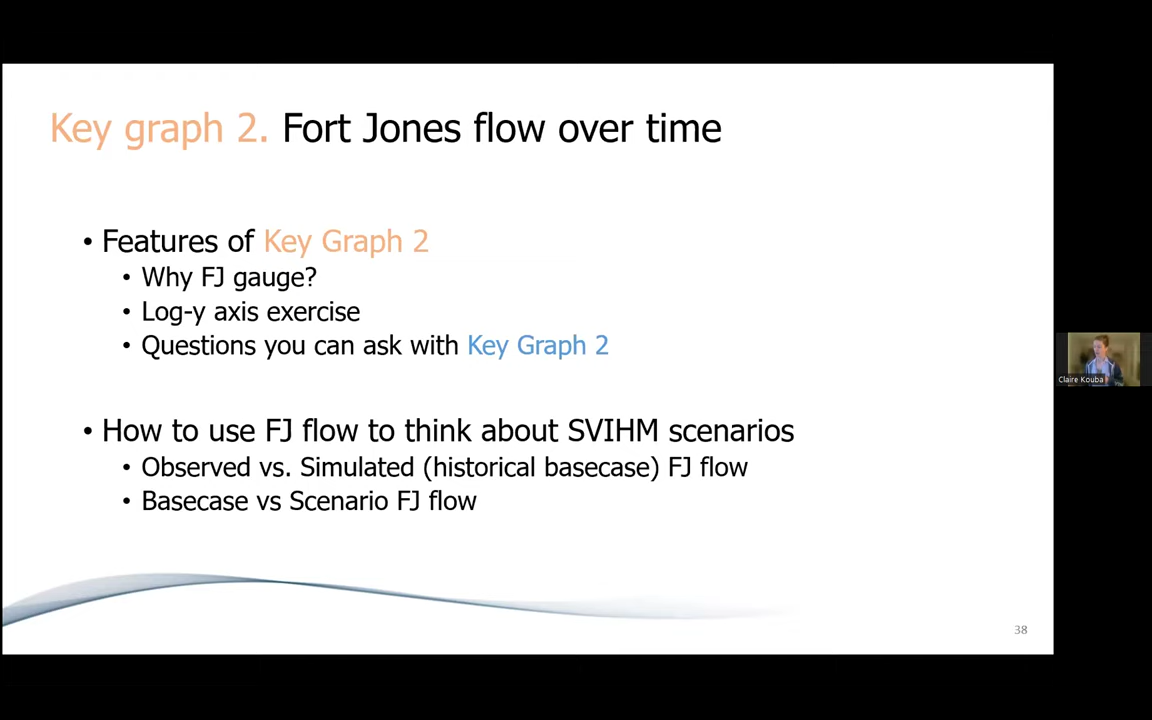 Key graph 2. Fort Jones flow over time
• Features of Key Graph 2
• Why FJ gauge?
• Log-y axis exercise
• Questions you can ask with Key Graph 2
• How to use FJ flow to think about SVIHM scenarios
• Observed vs. Simulated (historical basecase) FJ flow
• Basecase vs Scenario FJ flow
Claire Kouba
38